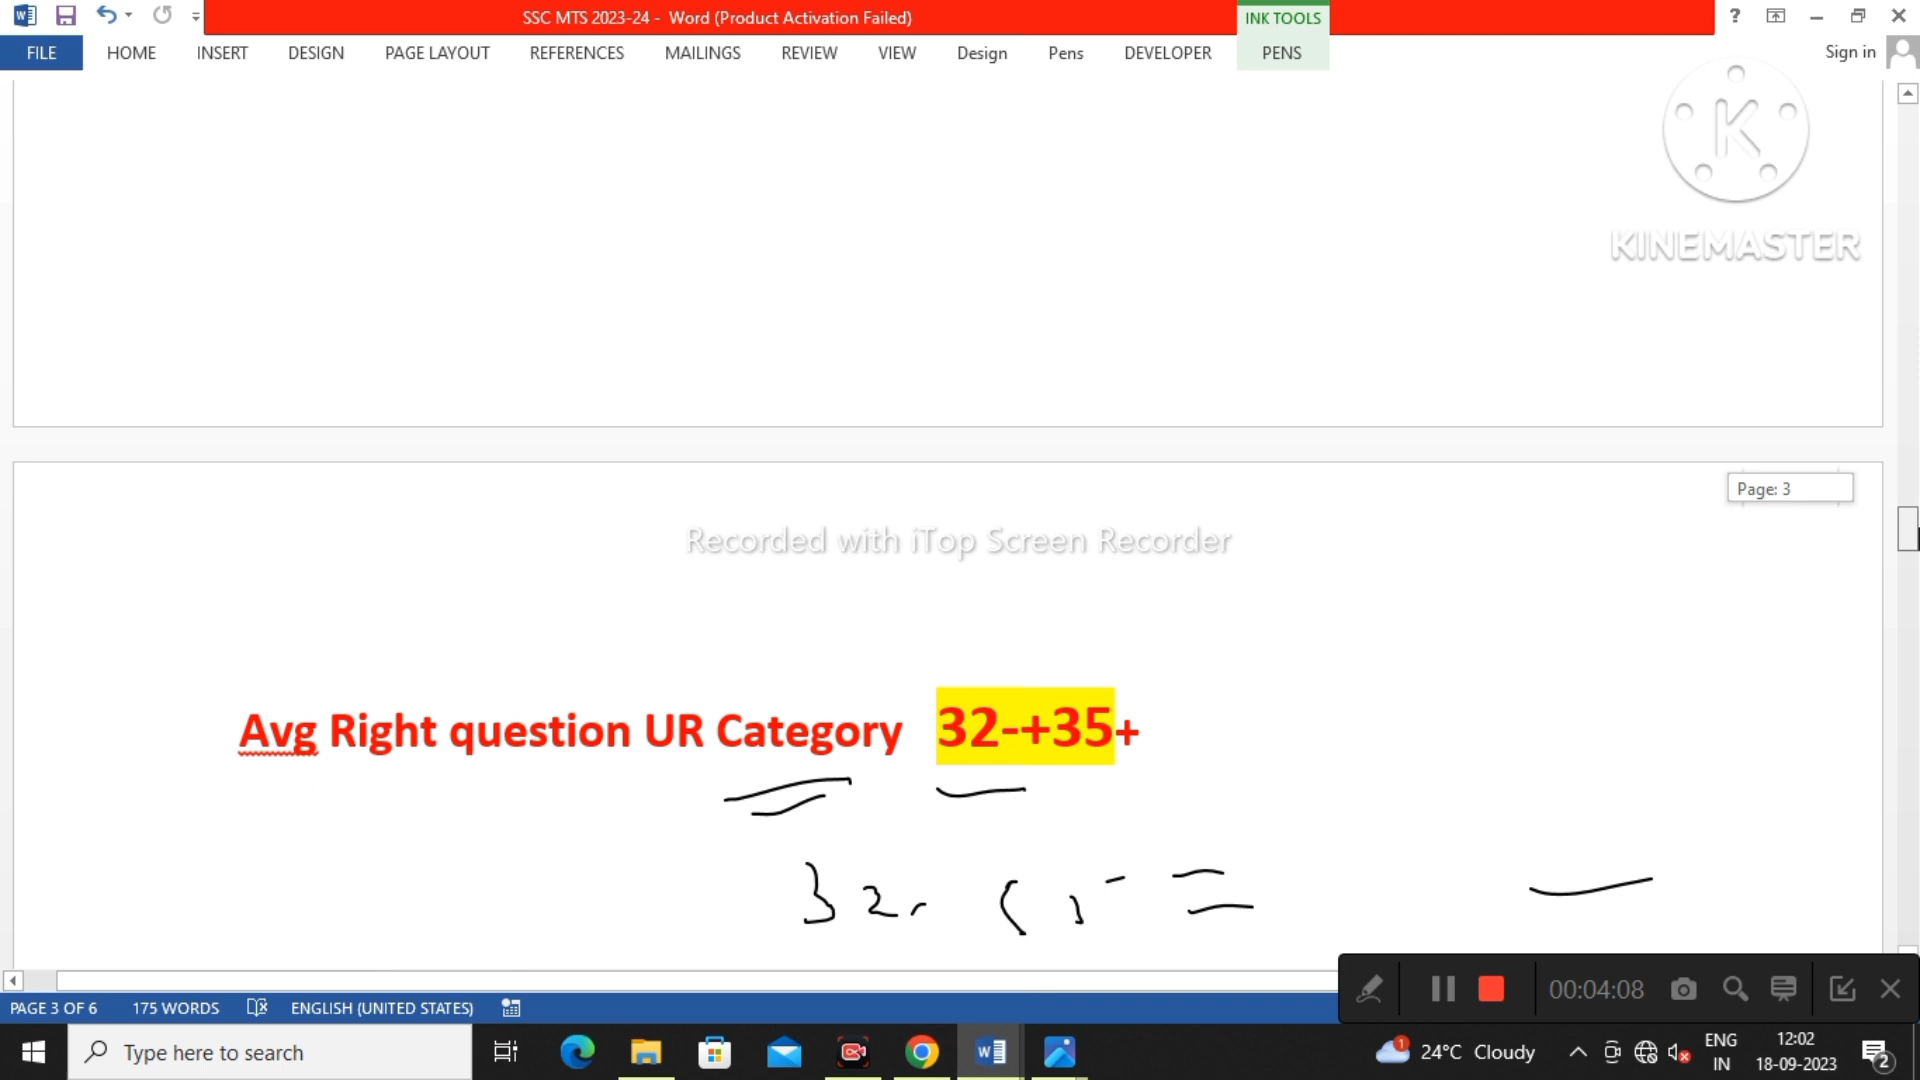 SSC MTS 2023-24 - Word (Product Activation Failed)
INK TOOLS
?
FILE HOME INSERT DESIGN PAGE LAYOUT REFERENCES MAILINGS REVIEW VIEW Design Pens DEVELOPER PENS
Sign in
K
KINEMASTER
Page: 3
Recorded with iTop Screen Recorder
Avg Right question UR Category 32-+35+
32
PAGE 3 OF 6 175 WORDS ENGLISH (UNITED STATES)
00:04:08
Type here to search
1
24°C Cloudy
ENG
IN
12:02
18-09-2023
2